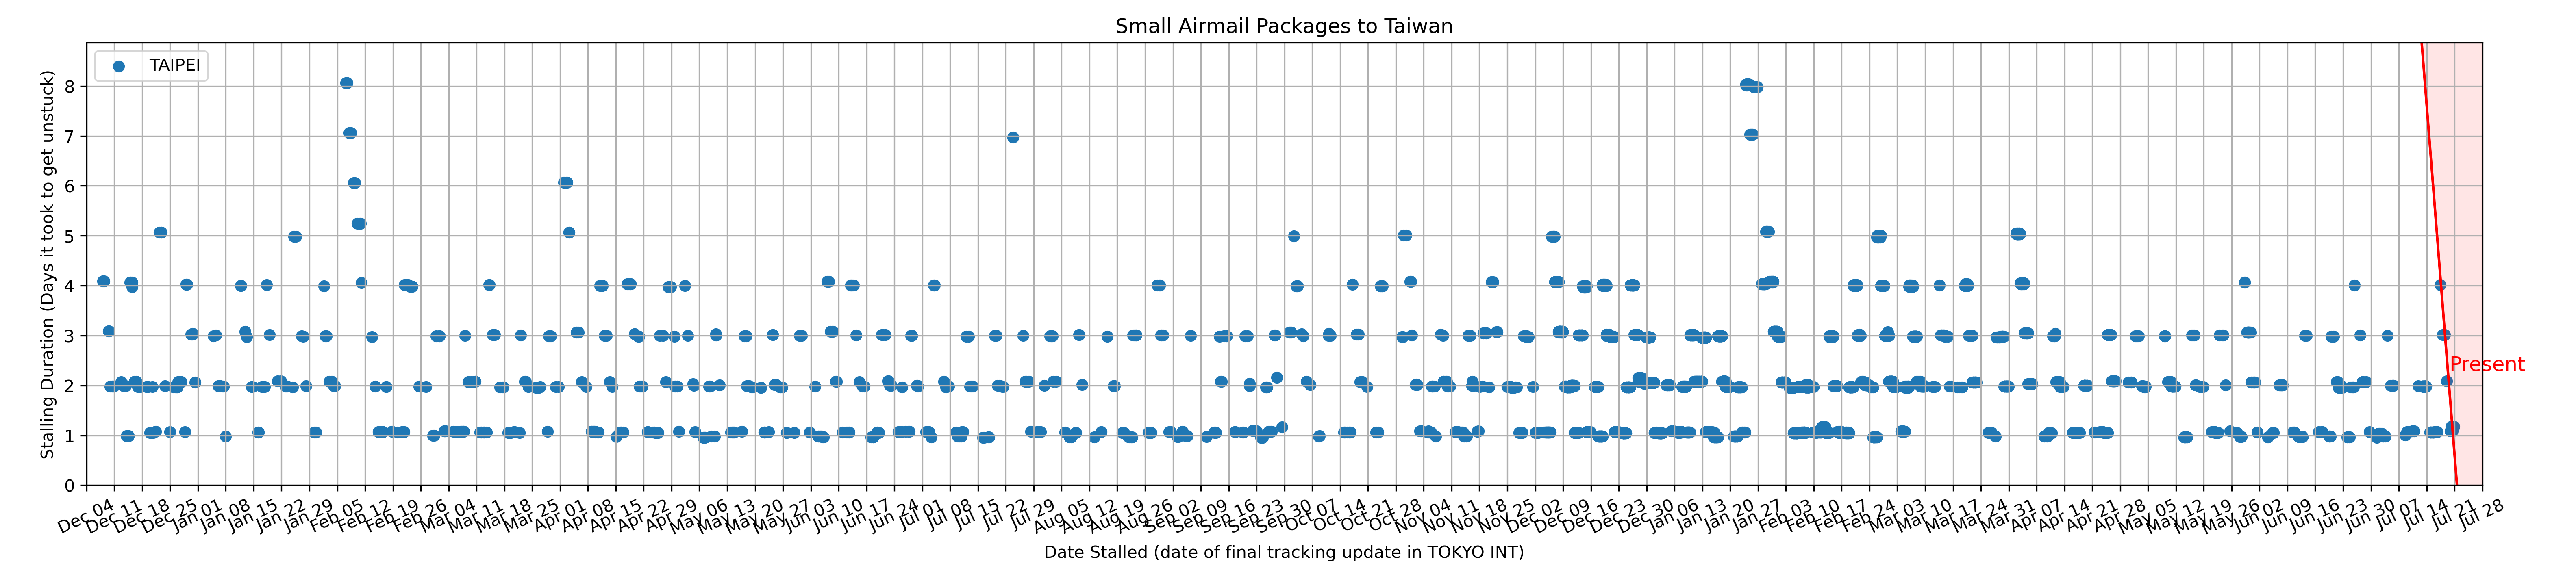 Small Airmail Packages to Taiwan
TAIPEI
Stalling Duration (Days it took to get unstuck)
8
7
6
5
4
3
2
1
0
Present
Dec 04 Dec 11 Dec 18 Dec 25 Jan 01 Jan 08 Jan 15 Jan 22 Jan 29 Feb 05 Feb 12 Feb 19 Feb 26 Mar 04 Mar 11 Mar 18 Mar 25 Apr 01 Apr 08 Apr 15 Apr 22 Apr 29 May 06 May 13 May 20 May 27 Jun 03 Jun 10 Jun 17 Jun 24 Jul 01 Jul 08 Jul 15 Jul 22 Jul 29 Aug 05 Aug 12 Aug 19 Aug 26 Sep 02 Sep 09 Sep 16 Sep 23 Sep 30 Oct 07 Oct 14 Oct 21 Oct 28 Nov 04 Nov 11 Nov 18 Nov 25 Dec 02 Dec 09 Dec 16 Dec 23 Dec 30 Jan 06 Jan 13 Jan 20 Jan 27 Feb 03 Feb 10 Feb 17 Feb 24 Mar 03 Mar 10 Mar 17 Mar 24 Mar 31 Apr 07 Apr 14 Apr 21 Apr 28 May 05 May 12 May 19 May 26 Jun 02 Jun 09 Jun 16 Jun 23 Jun 30 Jul 07 Jul 14 Jul 21 Jul 28
Date Stalled (date of final tracking update in TOKYO INT)